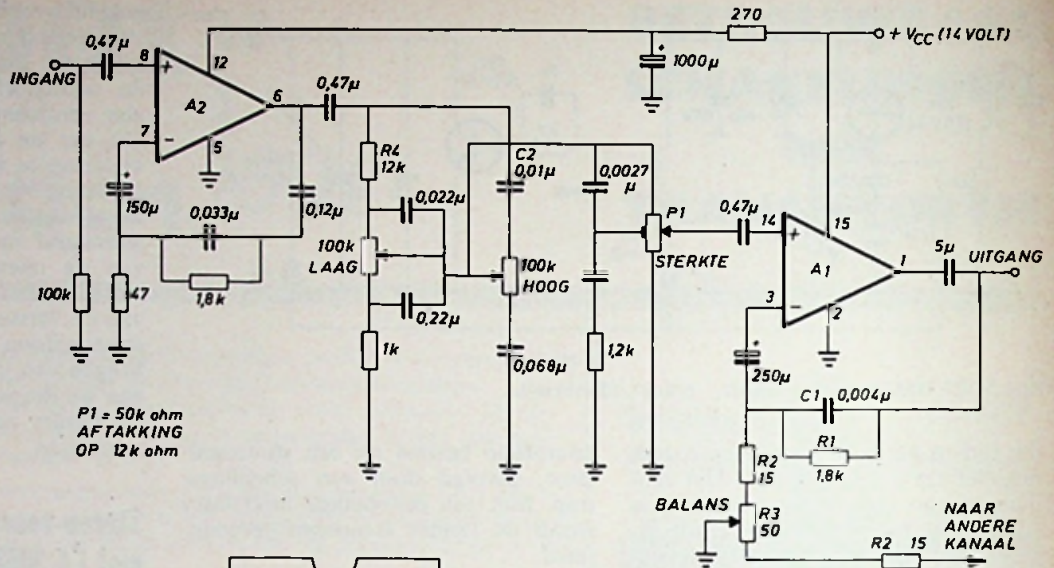 270
+ VCC (14 VOLT)
0,47µ
8
12
1000µ
INGANG
+
A2
6
0,47µ
7
-
5
R4
12k
C2
0,01µ
0,0027
µ
150µ
0,033µ
0,12µ
0,022µ
P1
0,47µ
14
+
15
100k
LAAG
STERKTE
A1
1
5µ
UITGANG
100k
HOOG
100k
47
1,8k
0,22µ
3
-
2
1k
0,068µ
1,2k
250µ
C1
0,004µ
P1 = 50k ohm
AFTAKKING
OP 12k ohm
R2
15
R1
1,8k
BALANS
R3
50
NAAR
ANDERE
KANAAL
R2 15